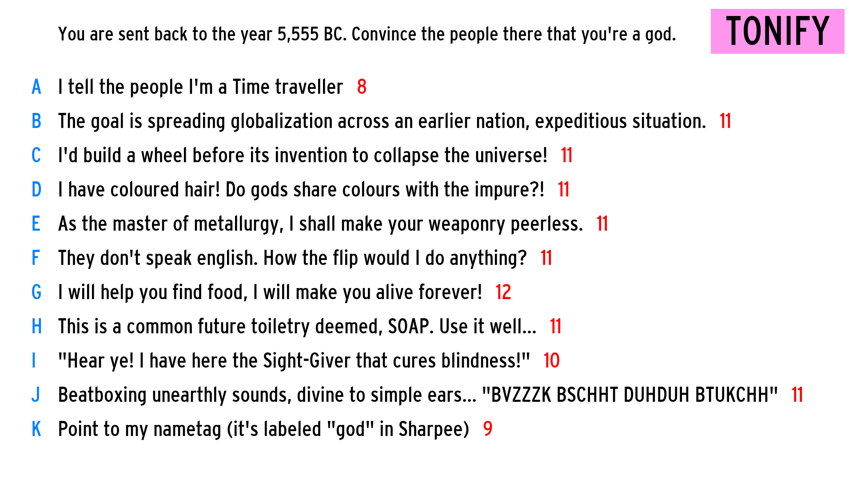 You are sent back to the year 5,555 BC. Convince the people there that you're a god.
TONIFY
A I tell the people I'm a Time traveller 8
B The goal is spreading globalization across an earlier nation, expeditious situation. 11
C I'd build a wheel before its invention to collapse the universe! 11
D I have coloured hair! Do gods share colours with the impure?! 11
E As the master of metallurgy, I shall make your weaponry peerless. 11
F They don't speak english. How the flip would I do anything? 11
G I will help you find food, I will make you alive forever! 12
H This is a common future toiletry deemed, SOAP. Use it well... 11
I "Hear ye! I have here the Sight-Giver that cures blindness!" 10
J Beatboxing unearthly sounds, divine to simple ears... "BVZZZK BSCHHT DUHDUH BTUKCHH" 11
K Point to my nametag (it's labeled "god" in Sharpee) 9